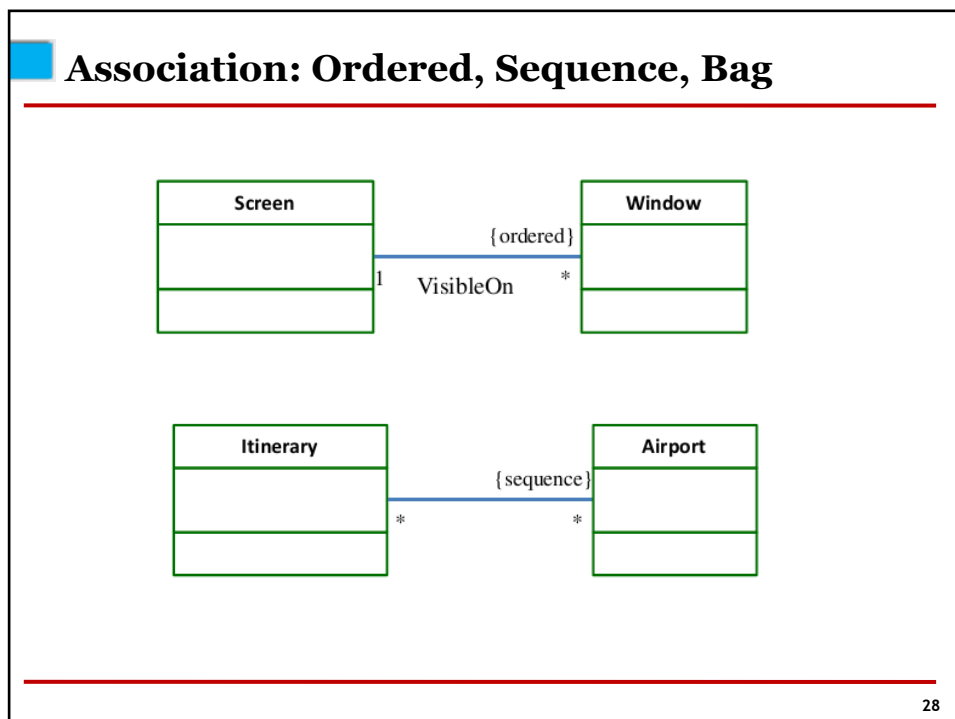 Association: Ordered, Sequence, Bag
Screen
Window
{ordered}
1
VisibleOn
*
Itinerary
Airport
{sequence}
*
*
28